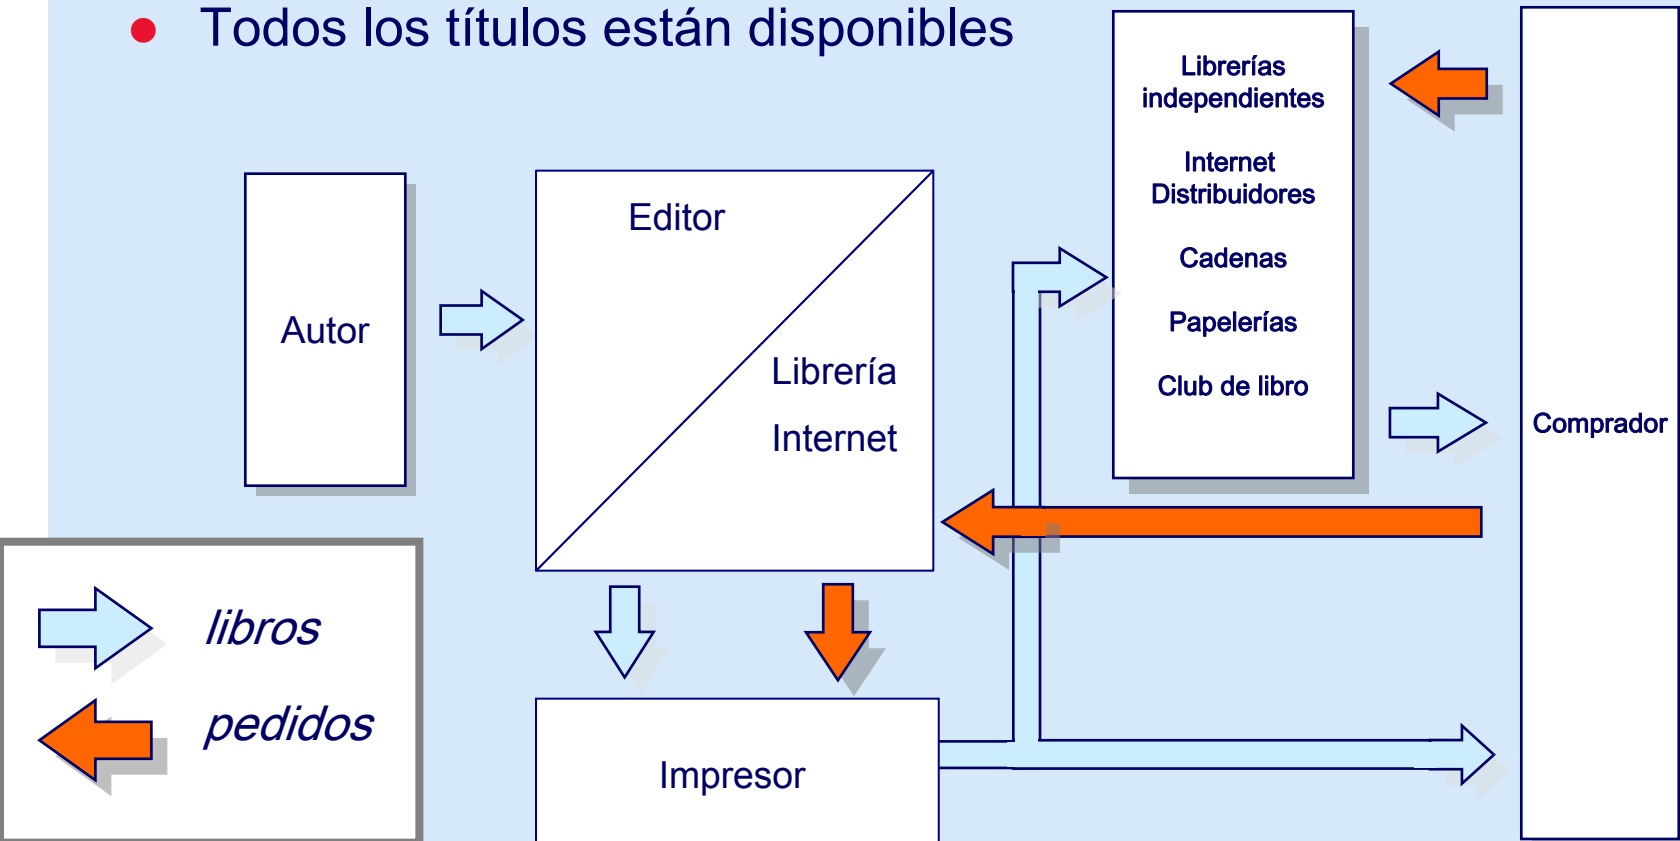 Todos los títulos están disponibles
Librerías
independientes
Internet
Distribuidores
Cadenas
Papelerías
Club de libro
Autor
Editor
Librería
Internet
Comprador
libros
pedidos
Impresor